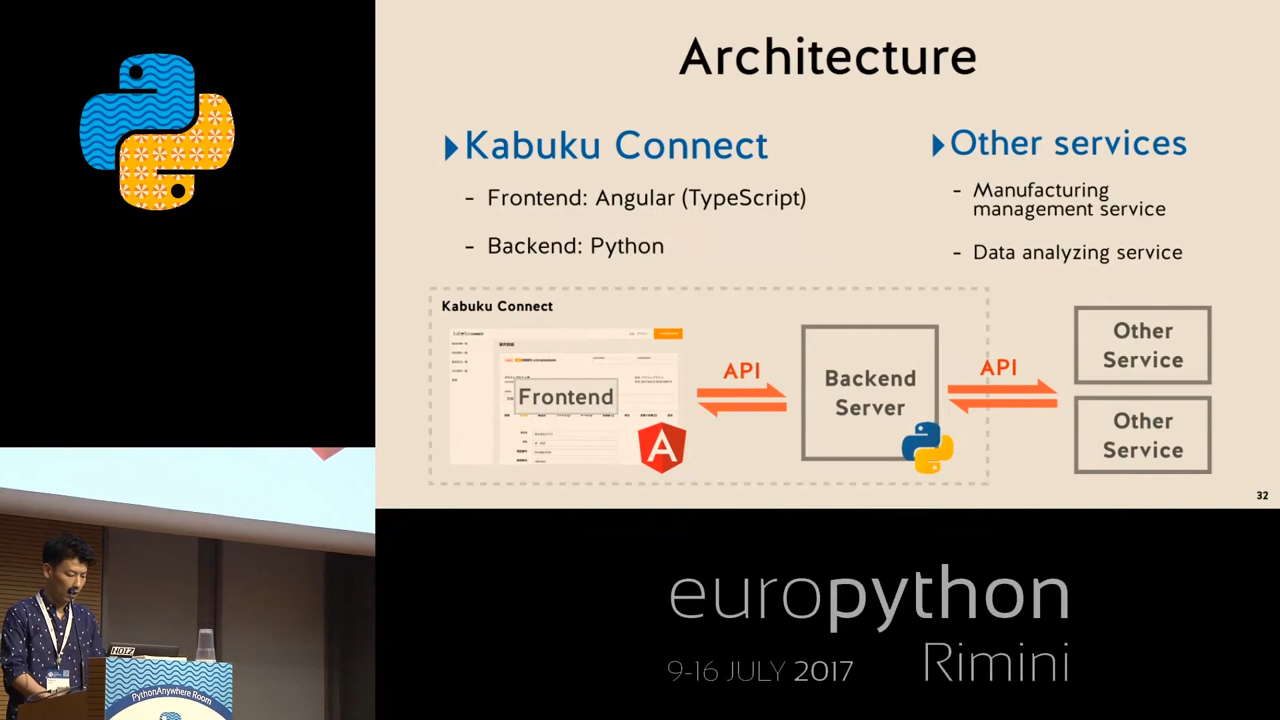 Architecture
Kabuku Connect
- Frontend: Angular (TypeScript)
- Backend: Python
Other services
- Manufacturing
management service
- Data analyzing service
Kabuku Connect
Frontend
A
API
Backend
Server
API
Other
Service
Other
Service
32
europython
Rimini
9-16 JULY 2017
PythonAnywhere Room